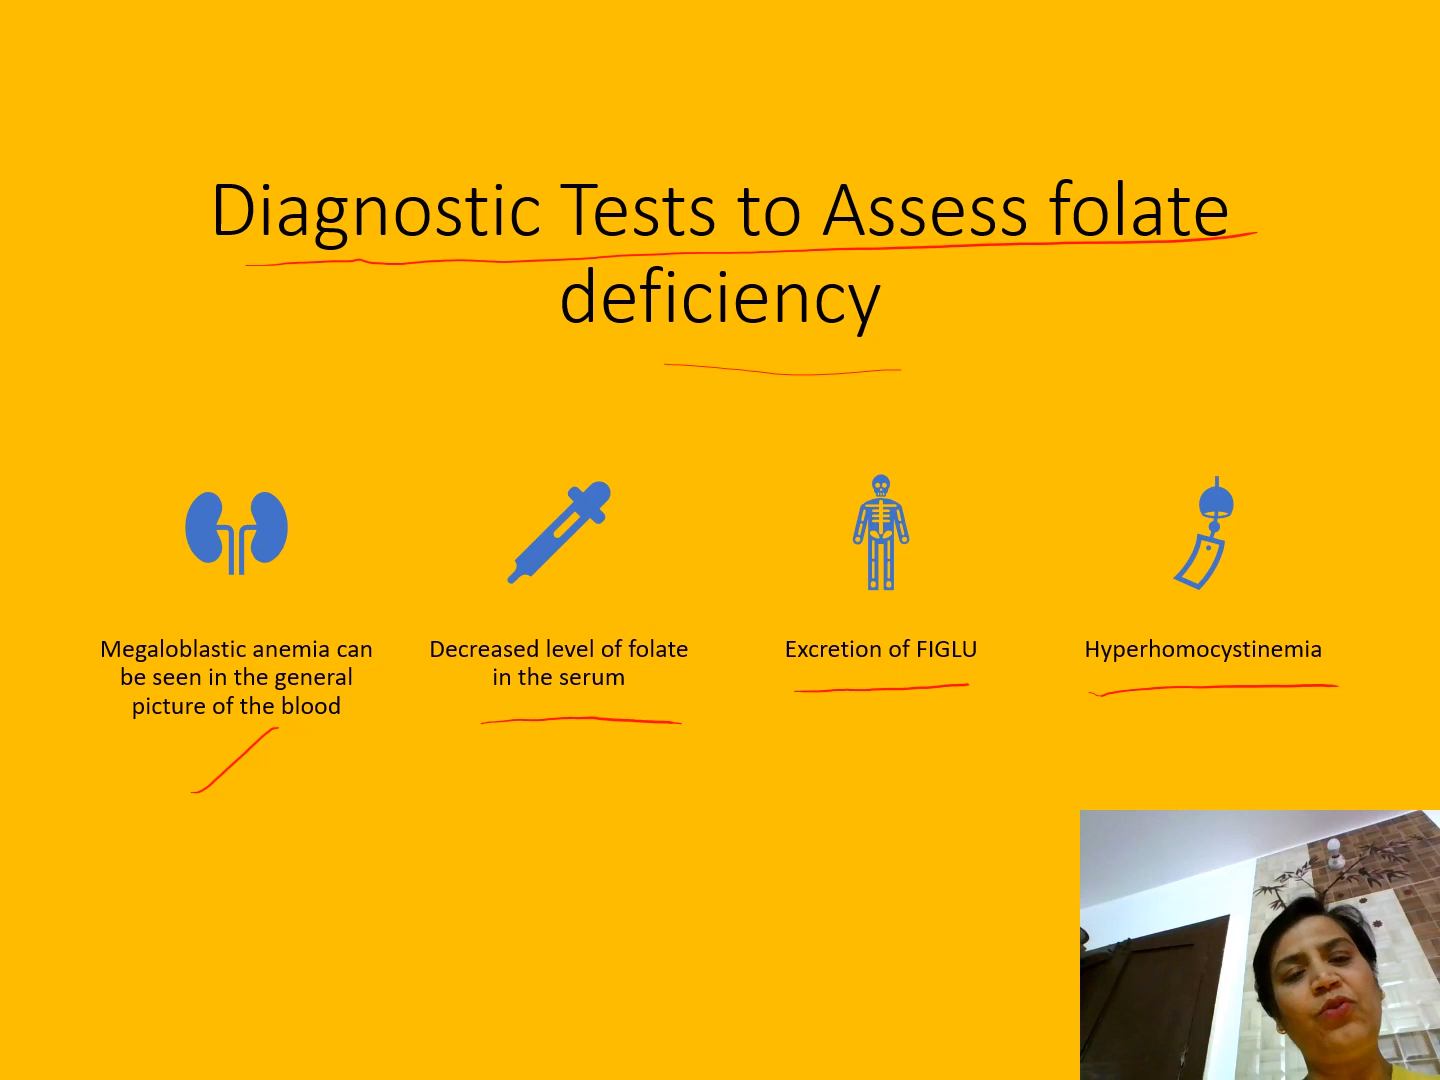 Diagnostic Tests to Assess folate
deficiency
Megaloblastic anemia can
be seen in the general
picture of the blood
Decreased level of folate
in the serum
Excretion of FIGLU
Hyperhomocystinemia